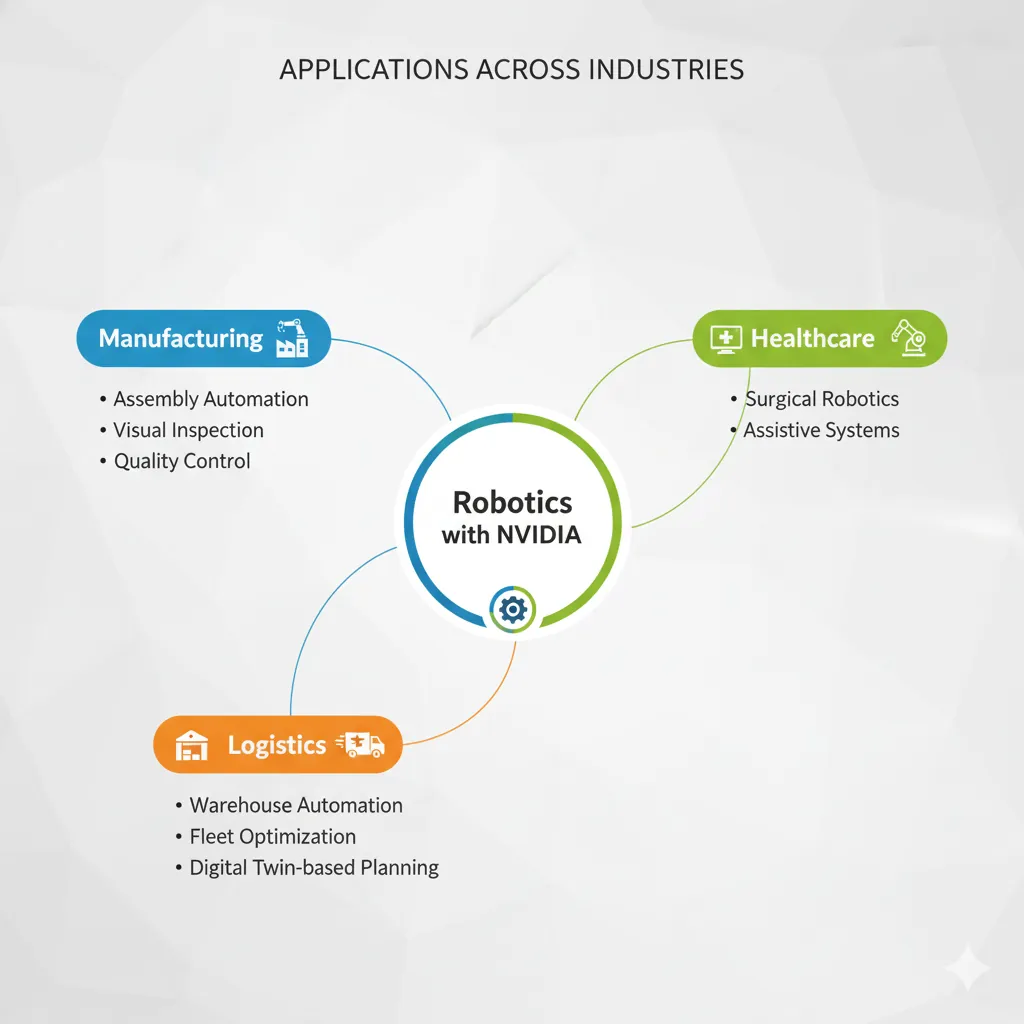 APPLICATIONS ACROSS INDUSTRIES
Manufacturing
• Assembly Automation
• Visual Inspection
• Quality Control
Healthcare
• Surgical Robotics
• Assistive Systems
Robotics
with NVIDIA
Logistics
• Warehouse Automation
• Fleet Optimization
• Digital Twin-based Planning